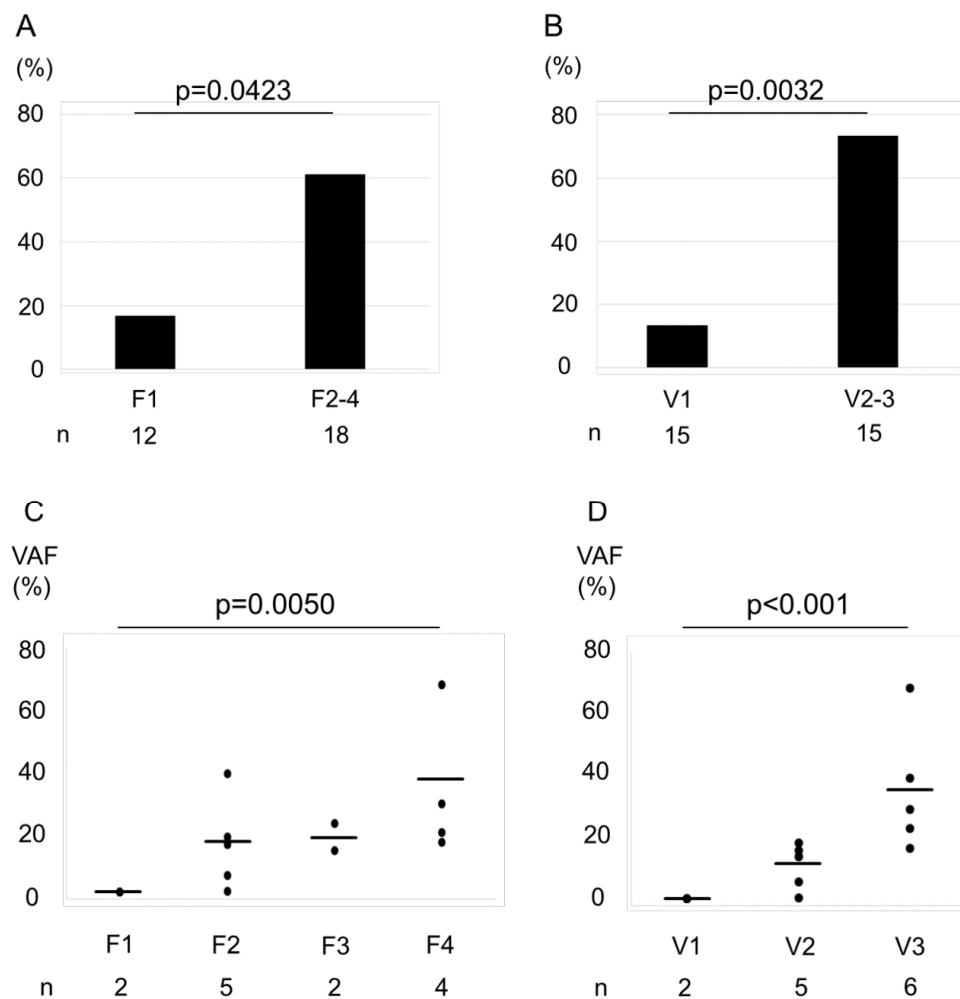 A
(%)
p=0.0423
80
60
40
20
0
F1 F2-4
n 12 18
B
(%)
p=0.0032
80
60
40
20
0
V1 V2-3
n 15 15
C
VAF
(%)
p=0.0050
80
60
40
20
0
F1 F2 F3 F4
n 2 5 2 4
D
VAF
(%)
p<0.001
80
60
40
20
0
V1 V2 V3
n 2 5 6